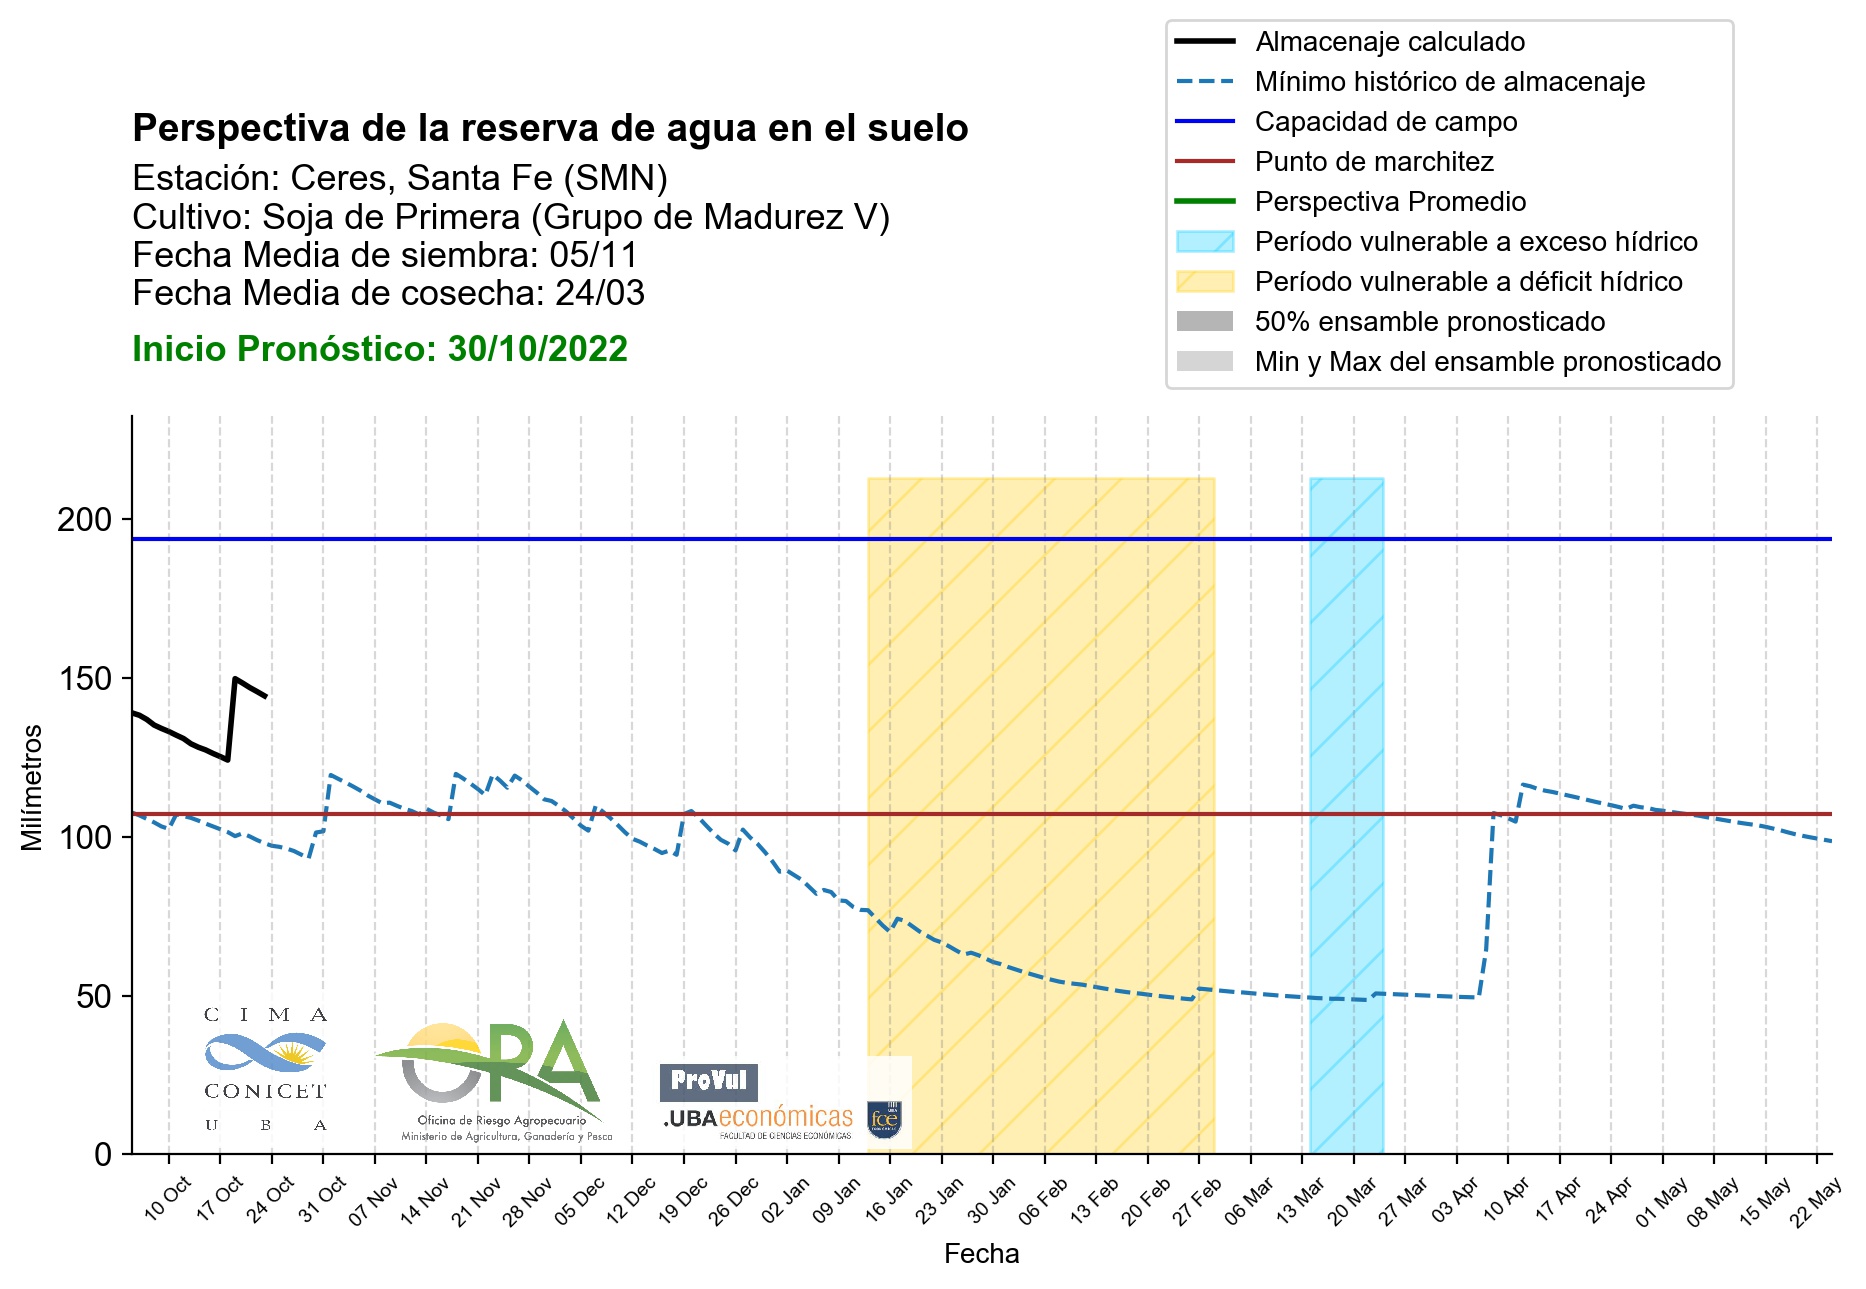 Almacenaje calculado
Mínimo histórico de almacenaje
Capacidad de campo
Punto de marchitez
Perspectiva Promedio
Período vulnerable a exceso hídrico
Período vulnerable a déficit hídrico
50% ensamble pronosticado
Min y Max del ensamble pronosticado
Perspectiva de la reserva de agua en el suelo
Estación: Ceres, Santa Fe (SMN)
Cultivo: Soja de Primera (Grupo de Madurez V)
Fecha Media de siembra: 05/11
Fecha Media de cosecha: 24/03
Inicio Pronóstico: 30/10/2022
200
150
100
50
0
Milímetros
CIMA
CONICET
UBA
ORA
Oficina de Riesgo Agropecuario
Ministerio de Agricultura, Ganadería y Pesca
ProVul
.UBAeconómicas
FACULTAD DE CIENCIAS ECONÓMICAS
UBA
fce
ECONÓMICAS
10 Oct
17 Oct
24 Oct
31 Oct
07 Nov
14 Nov
21 Nov
28 Nov
05 Dec
12 Dec
19 Dec
26 Dec
02 Jan
09 Jan
16 Jan
23 Jan
30 Jan
06 Feb
13 Feb
20 Feb
27 Feb
06 Mar
13 Mar
20 Mar
27 Mar
03 Apr
10 Apr
17 Apr
24 Apr
01 May
08 May
15 May
22 May
Fecha